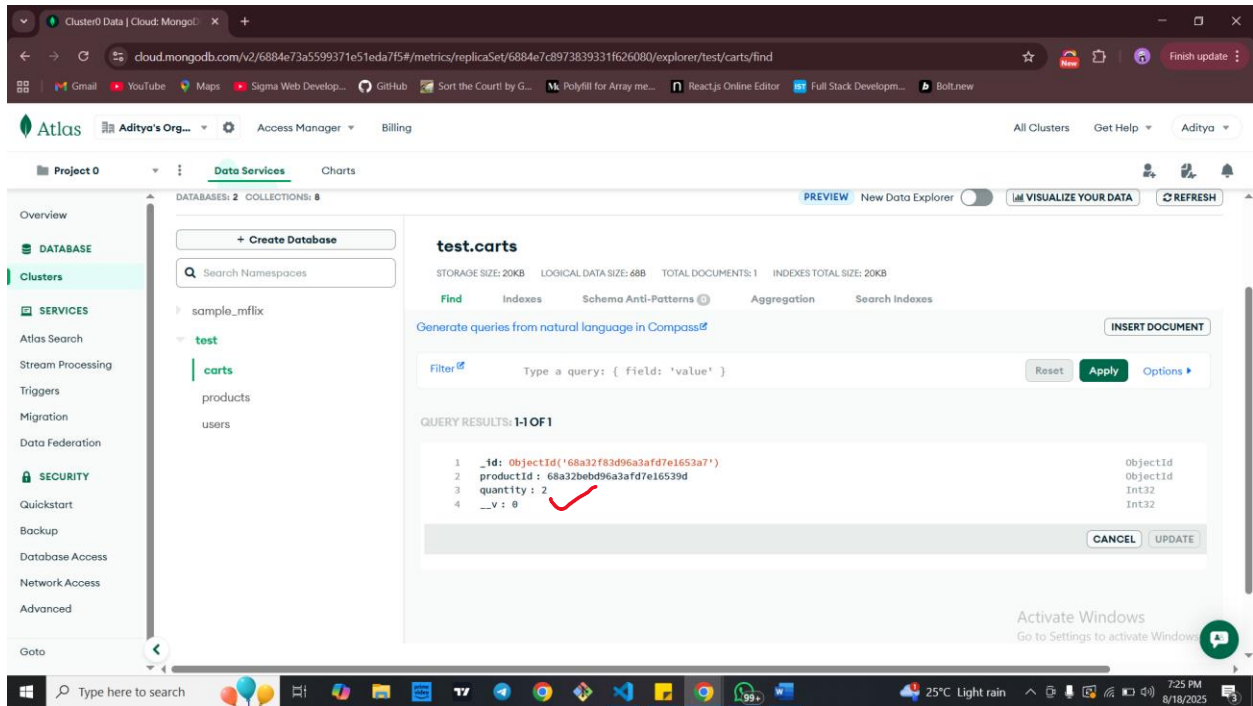 Cluster0 Data | Cloud: MongoD
cloud.mongodb.com/v2/6884e73a5599371e51eda7f5#/metrics/replicaSet/6884e7c8973839331f626080/explorer/test/carts/find
New
Finish update
Gmail YouTube Maps Sigma Web Develop... GitHub Sort the Court! by G... Polyfill for Array me... React.js Online Editor Full Stack Developm... Bolt.new
Atlas Aditya's Org... Access Manager Billing All Clusters Get Help Aditya
Project 0 Data Services Charts
DATABASES: 2 COLLECTIONS: 8
PREVIEW New Data Explorer VISUALIZE YOUR DATA REFRESH
Overview
DATABASE
Clusters
SERVICES
Atlas Search
Stream Processing
Triggers
Migration
Data Federation
SECURITY
Quickstart
Backup
Database Access
Network Access
Advanced
Goto
+ Create Database
Search Namespaces
sample_mflix
test
carts
products
users
test.carts
STORAGE SIZE: 20KB LOGICAL DATA SIZE: 68B TOTAL DOCUMENTS: 1 INDEXES TOTAL SIZE: 20KB
Find Indexes Schema Anti-Patterns 0 Aggregation Search Indexes
Generate queries from natural language in Compass
INSERT DOCUMENT
Filter Type a query: { field: 'value' } Reset Apply Options
QUERY RESULTS: 1-1 OF 1
1 _id: ObjectId('68a32f83d96a3afd7e1653a7') ObjectId
2 productId : 68a32bebd96a3afd7e16539d ObjectId
3 quantity : 2 Int32
4 __v : 0 Int32
CANCEL UPDATE
Activate Windows
Go to Settings to activate Windows
Type here to search
99+
25°C Light rain
7:25 PM
8/18/2025
3